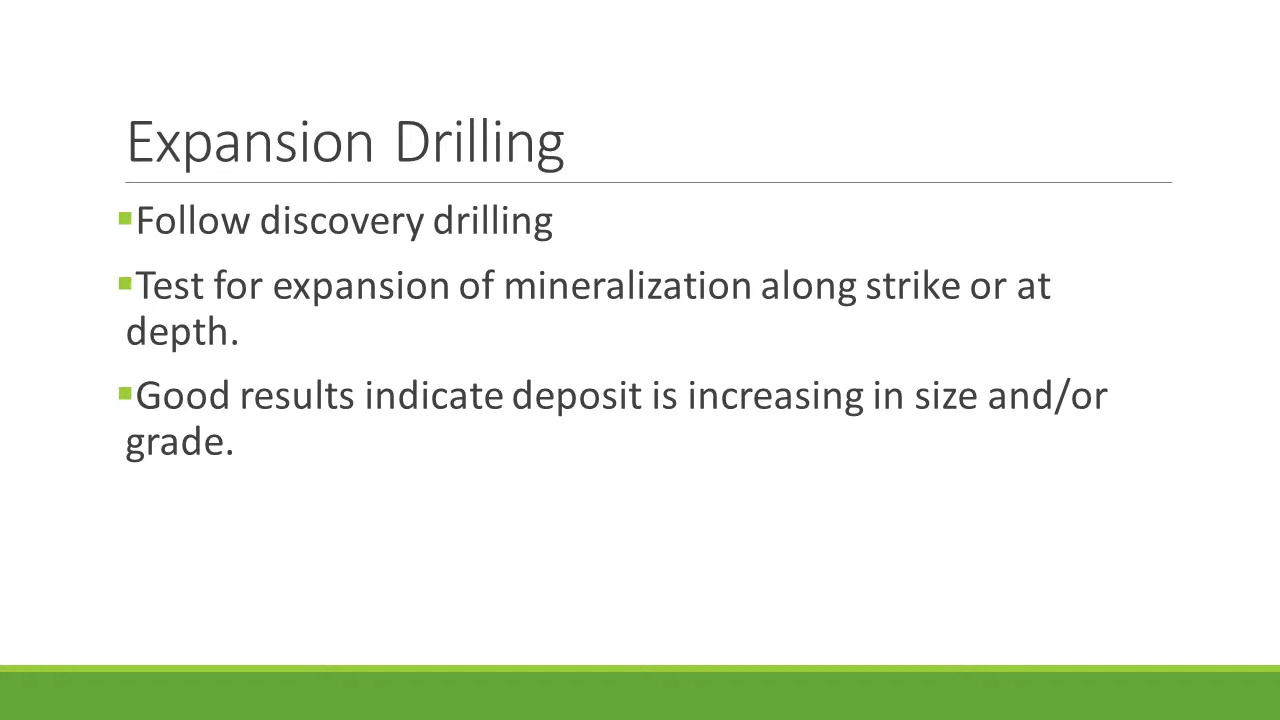 Expansion Drilling
▪Follow discovery drilling
▪Test for expansion of mineralization along strike or at
depth.
▪Good results indicate deposit is increasing in size and/or
grade.